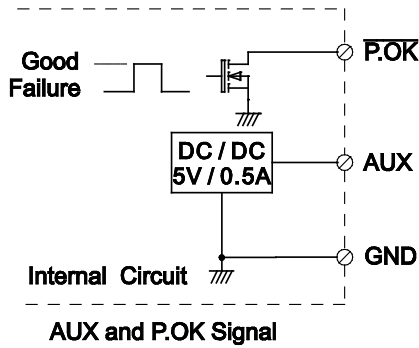 Good
Failure
P.OK
DC / DC
5V / 0.5A
AUX
GND
Internal Circuit
AUX and P.OK Signal